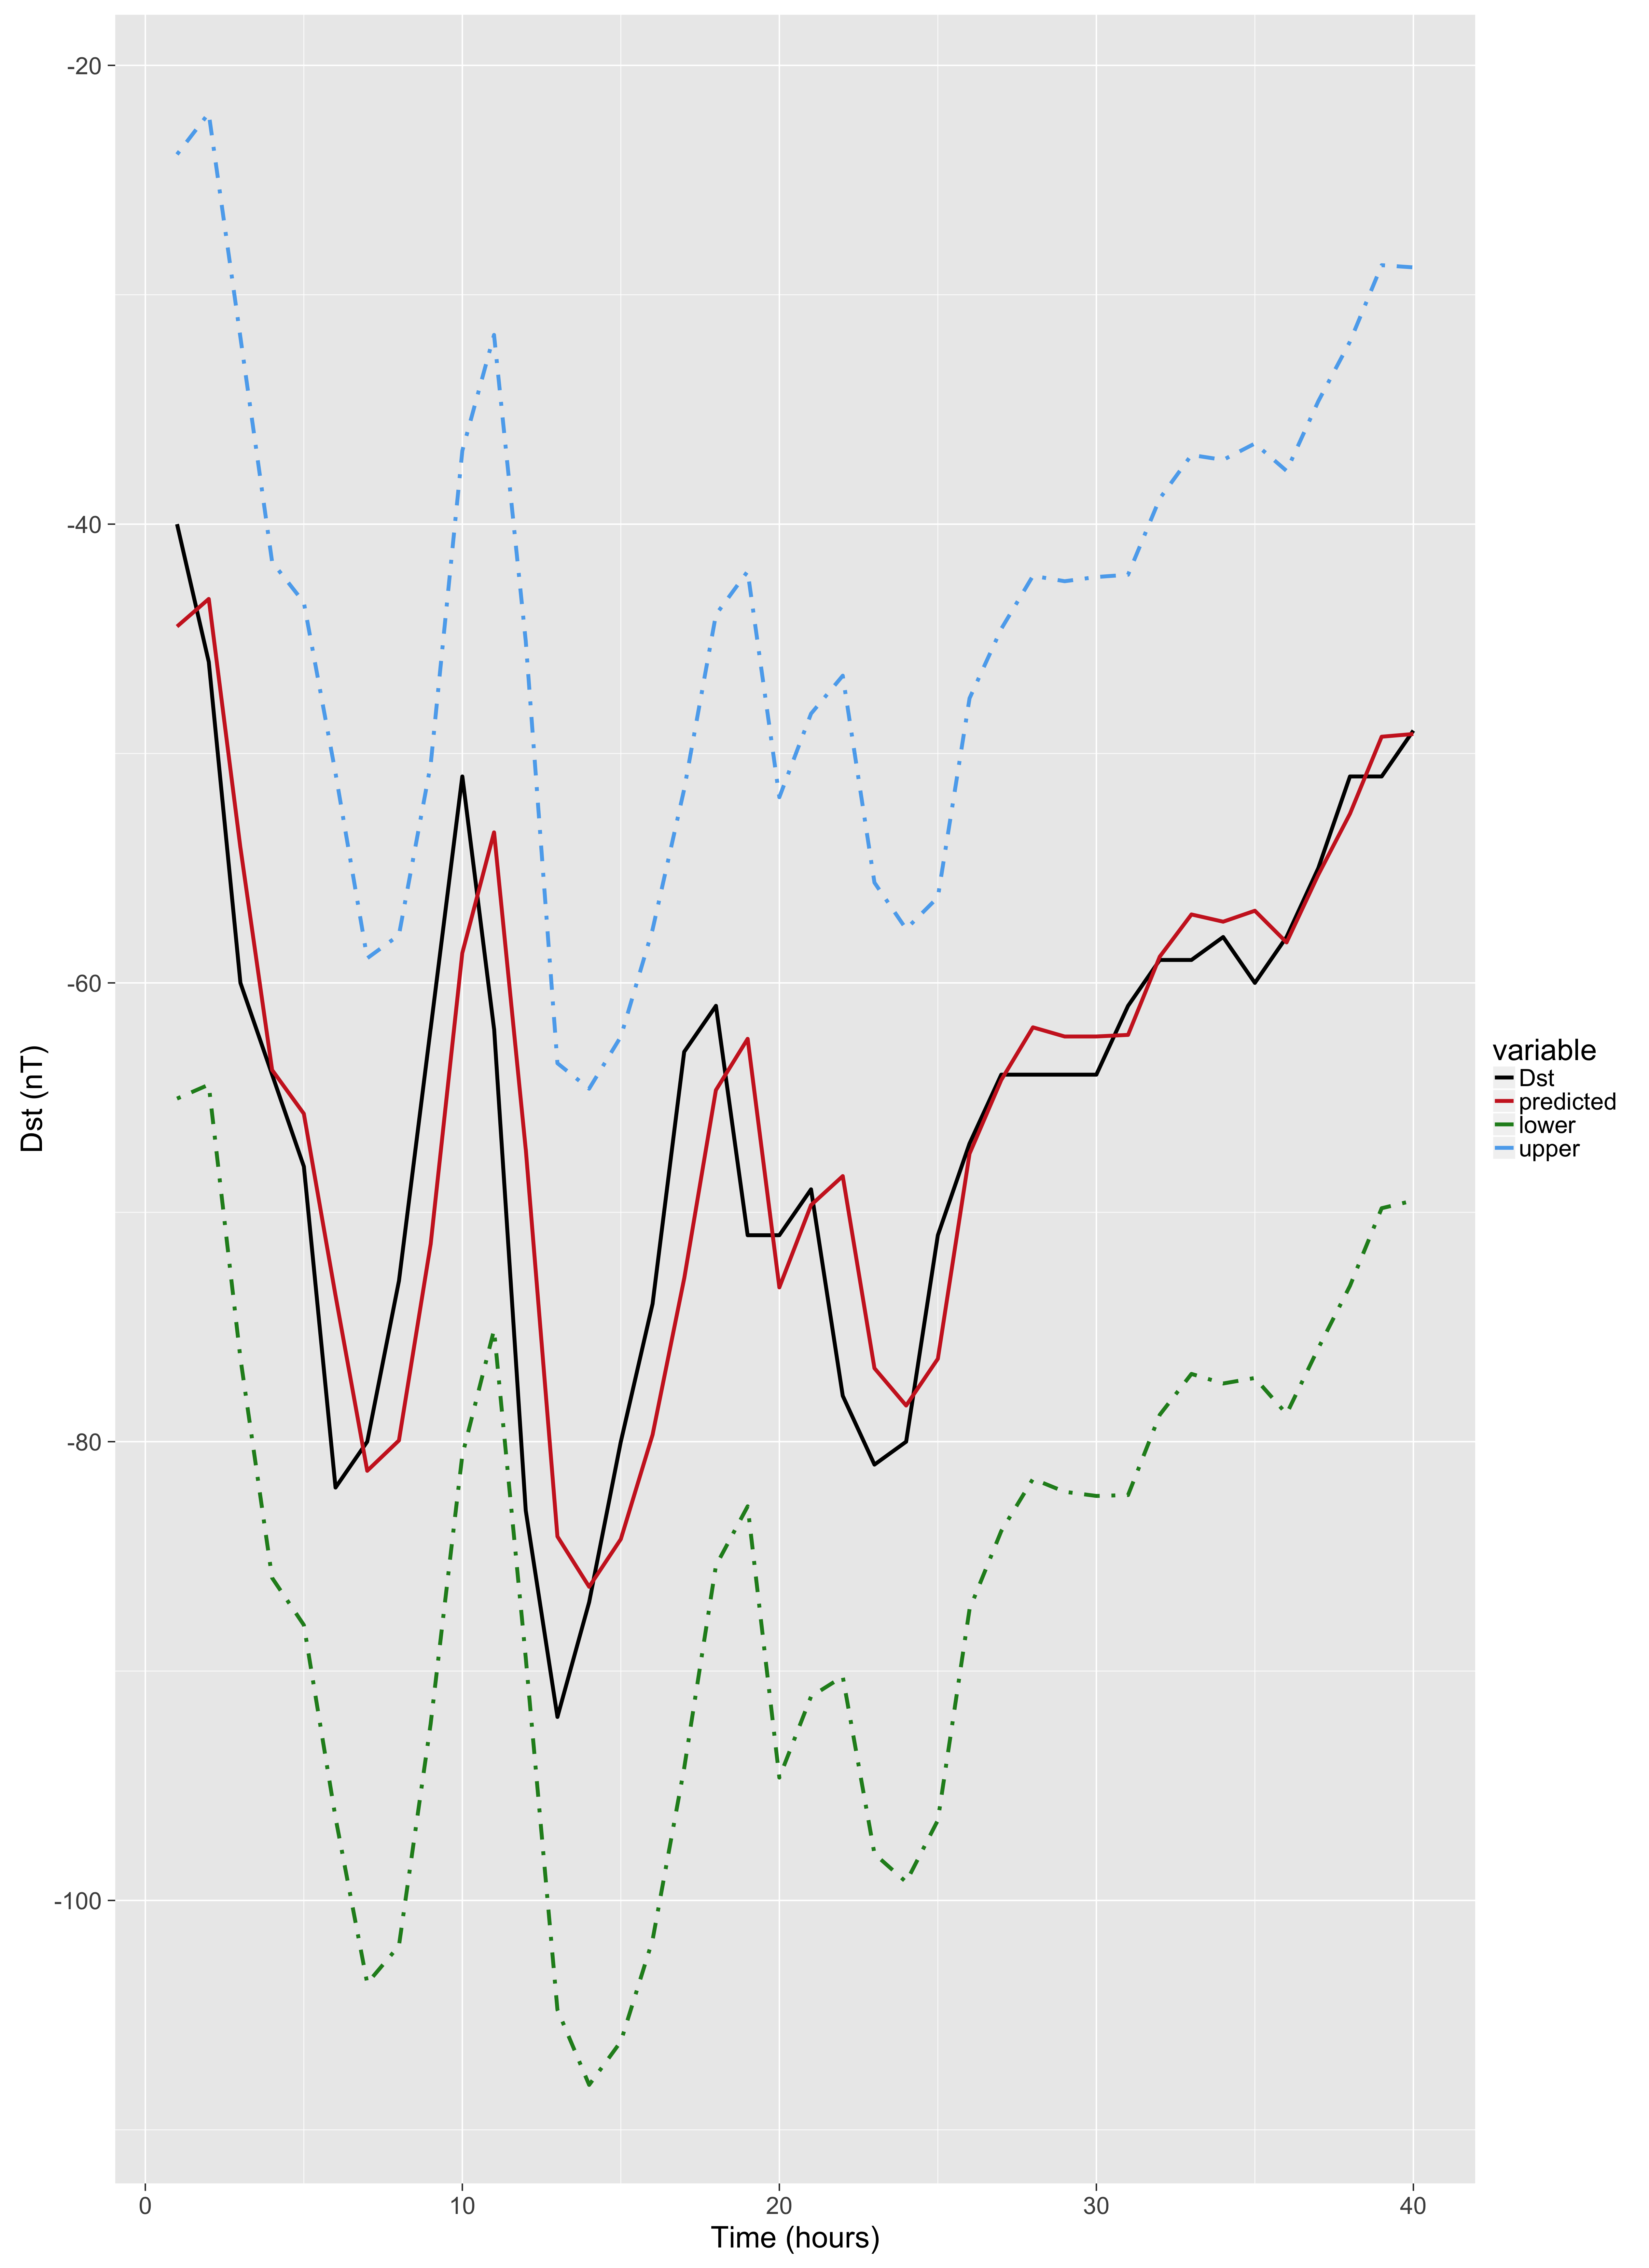 -20
-40
-60
-80
-100
Dst (nT)
0 10 20 30 40
Time (hours)
variable
Dst
predicted
lower
upper